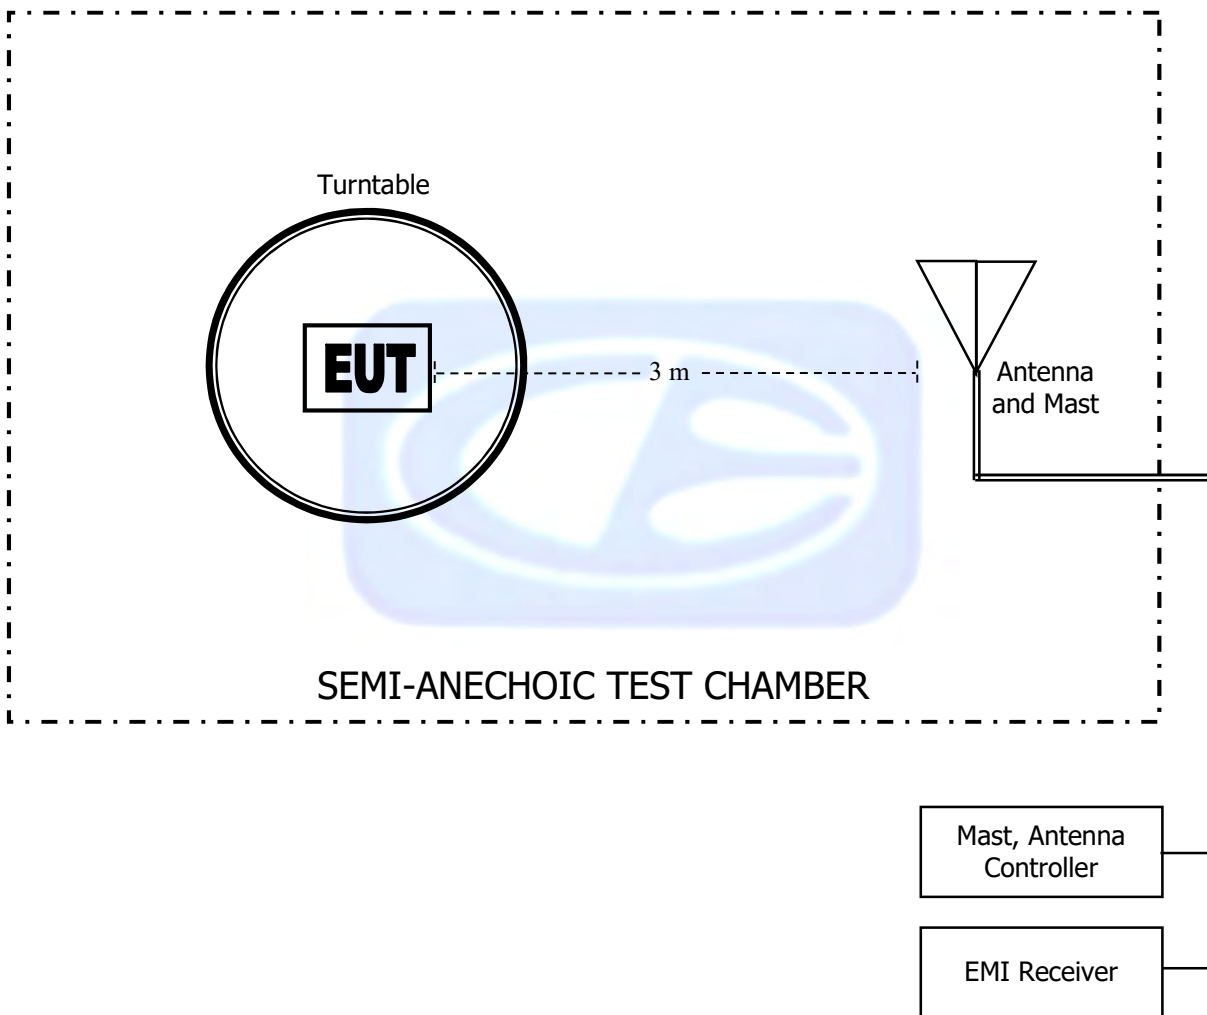 Turntable
EUT
3 m
Antenna
and Mast
SEMI-ANECHOIC TEST CHAMBER
Mast, Antenna
Controller
EMI Receiver